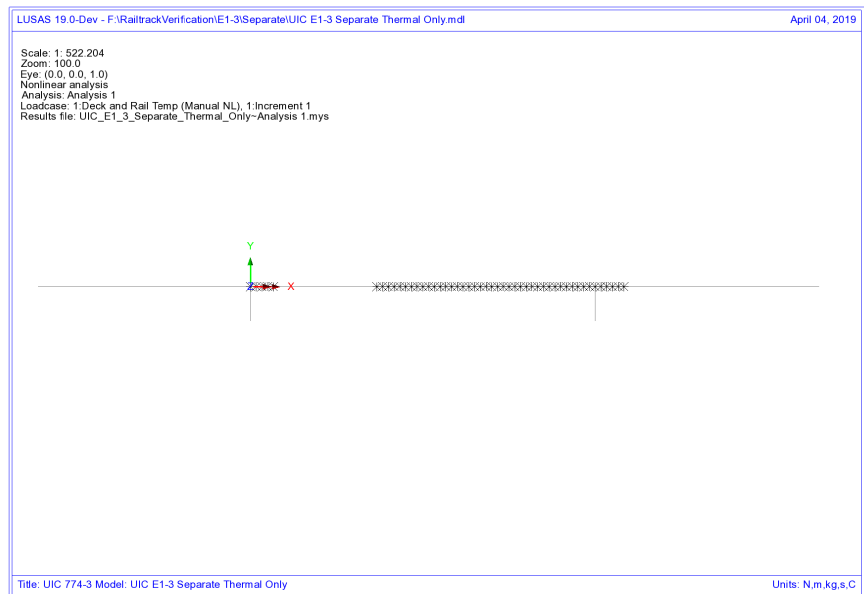 LUSAS 19.0-Dev - F:\RailtrackVerification\E1-3\Separate\UIC E1-3 Separate Thermal Only.mdl April 04, 2019
Scale: 1: 522.204
Zoom: 100.0
Eye: (0.0, 0.0, 1.0)
Nonlinear analysis
Analysis: Analysis 1
Loadcase: 1:Deck and Rail Temp (Manual NL), 1:Increment 1
Results file: UIC_E1_3_Separate_Thermal_Only~Analysis 1.mys
Y
Z X
Title: UIC 774-3 Model: UIC E1-3 Separate Thermal Only Units: N,m,kg,s,C